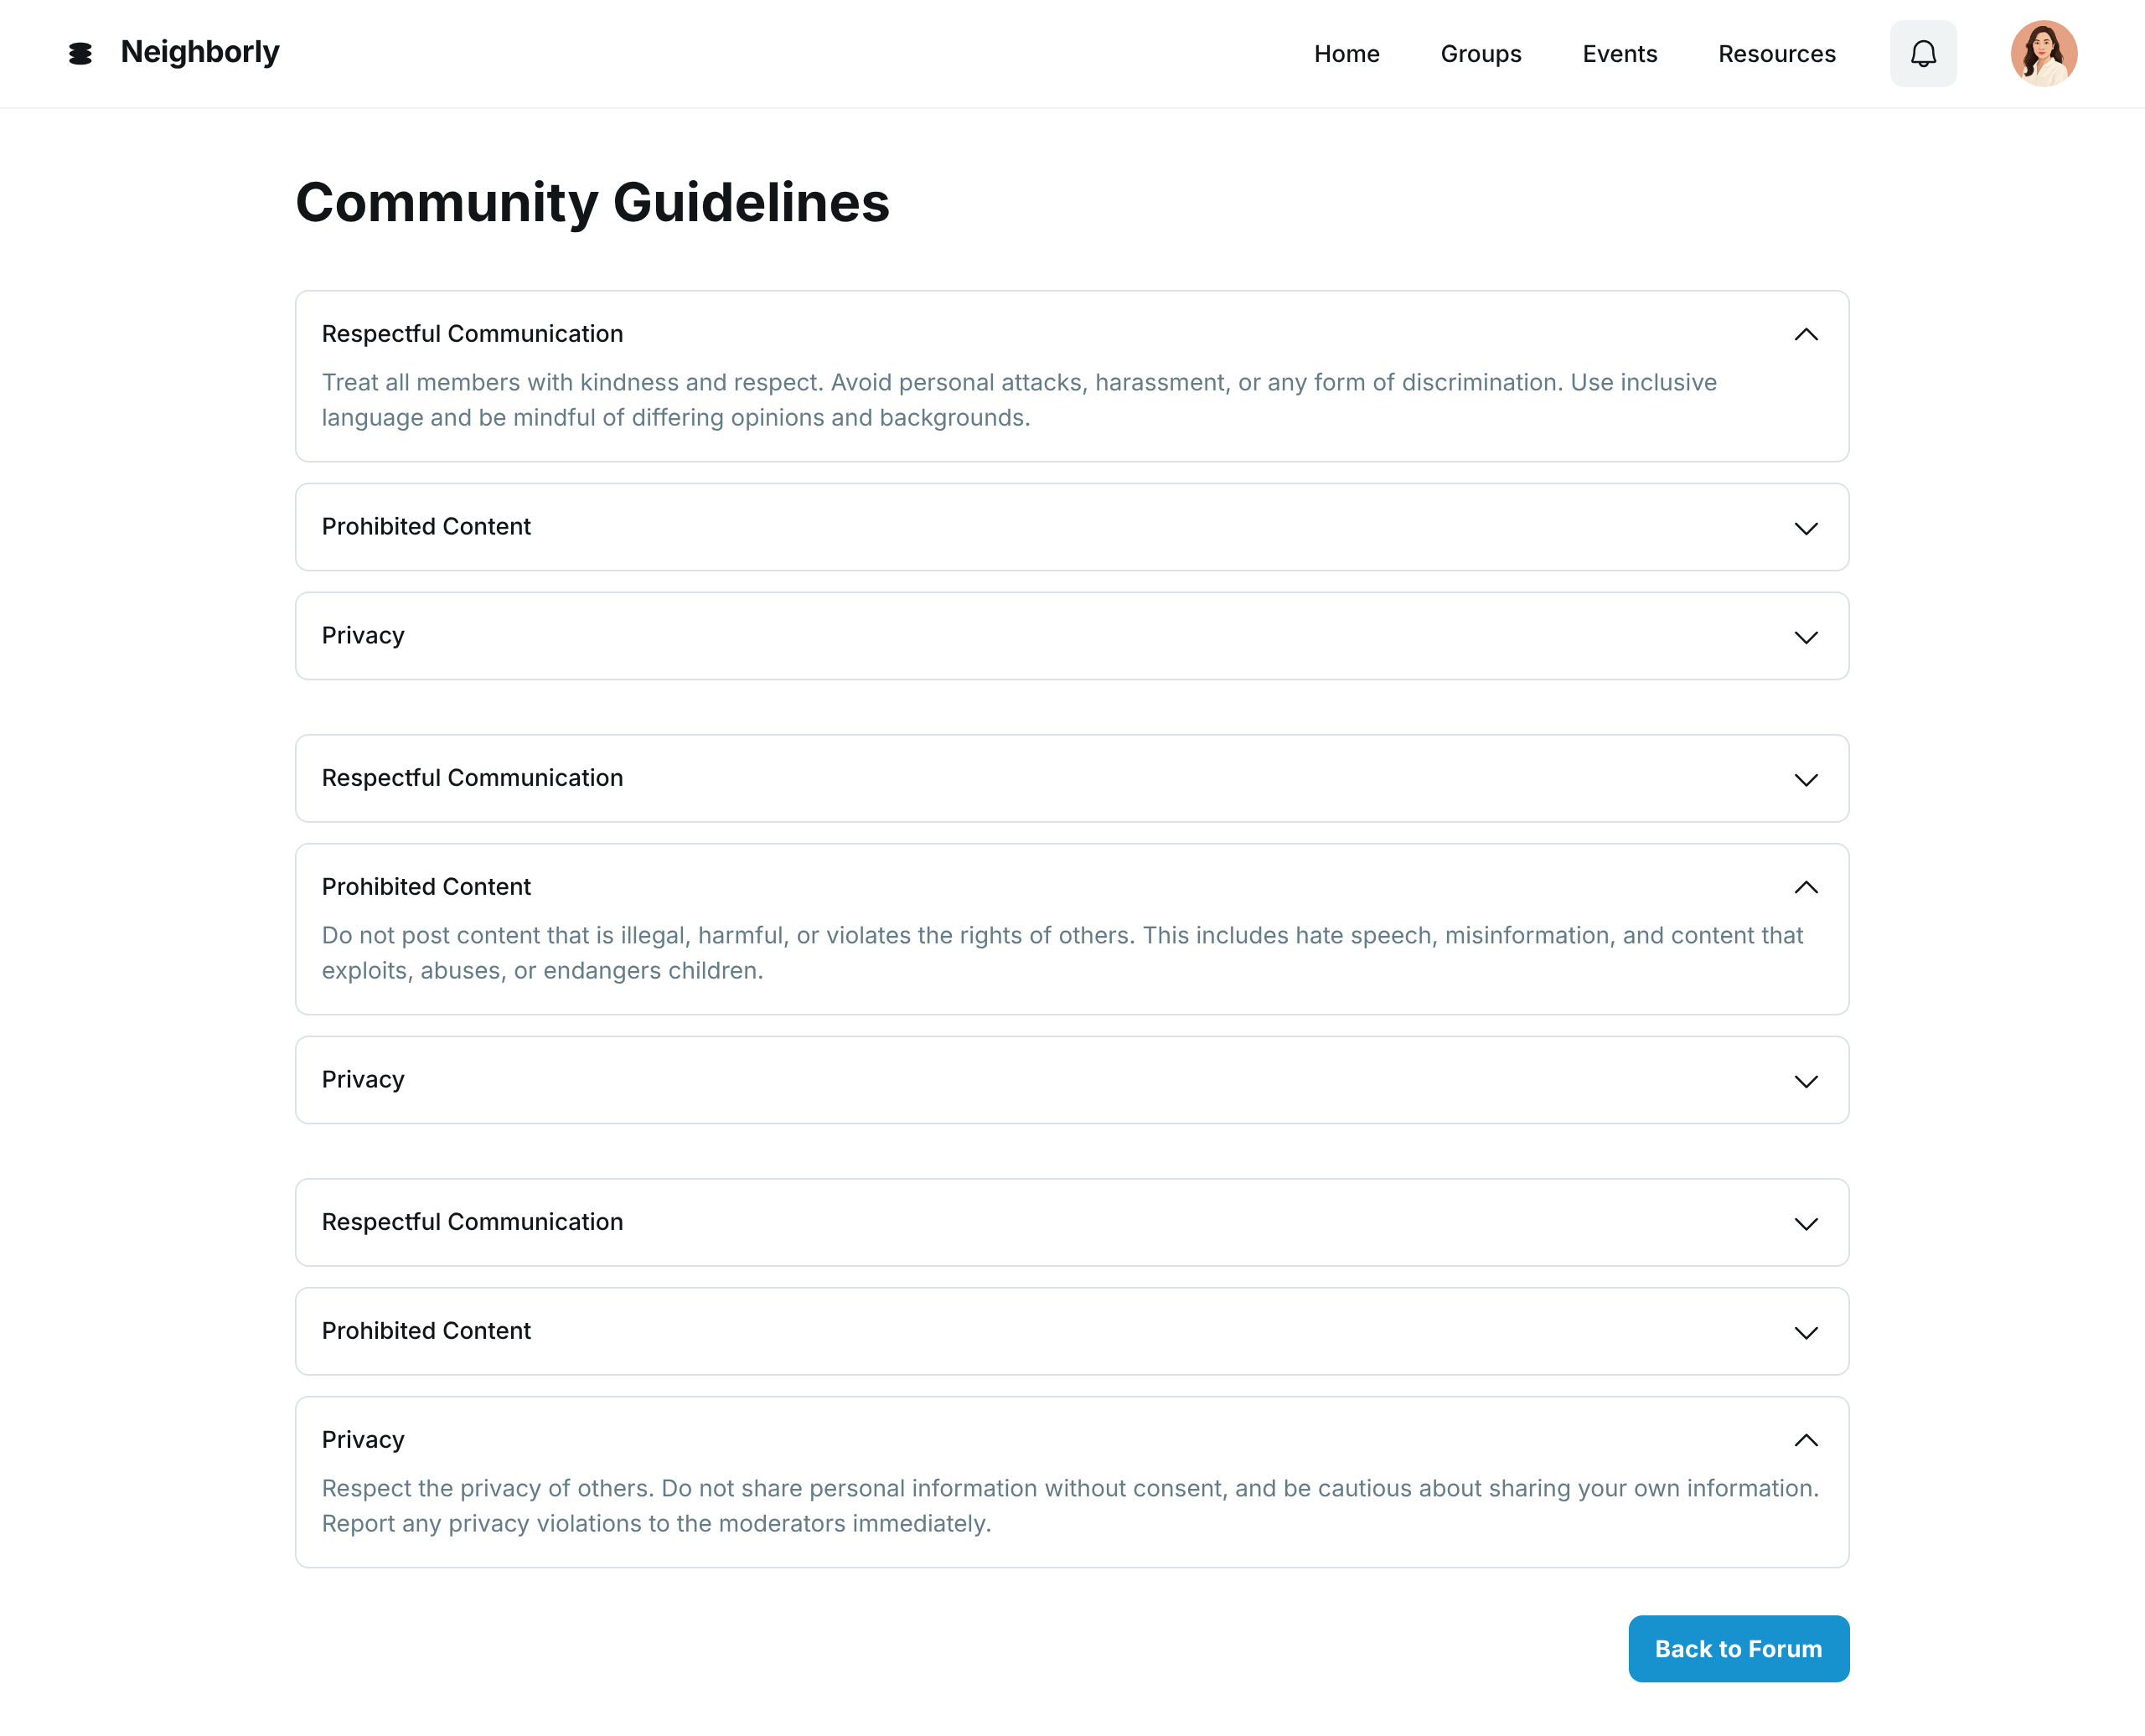 Neighborly
Home Groups Events Resources
Community Guidelines
Respectful Communication
Treat all members with kindness and respect. Avoid personal attacks, harassment, or any form of discrimination. Use inclusive
language and be mindful of differing opinions and backgrounds.
Prohibited Content
Privacy
Respectful Communication
Prohibited Content
Do not post content that is illegal, harmful, or violates the rights of others. This includes hate speech, misinformation, and content that
exploits, abuses, or endangers children.
Privacy
Respectful Communication
Prohibited Content
Privacy
Respect the privacy of others. Do not share personal information without consent, and be cautious about sharing your own information.
Report any privacy violations to the moderators immediately.
Back to Forum